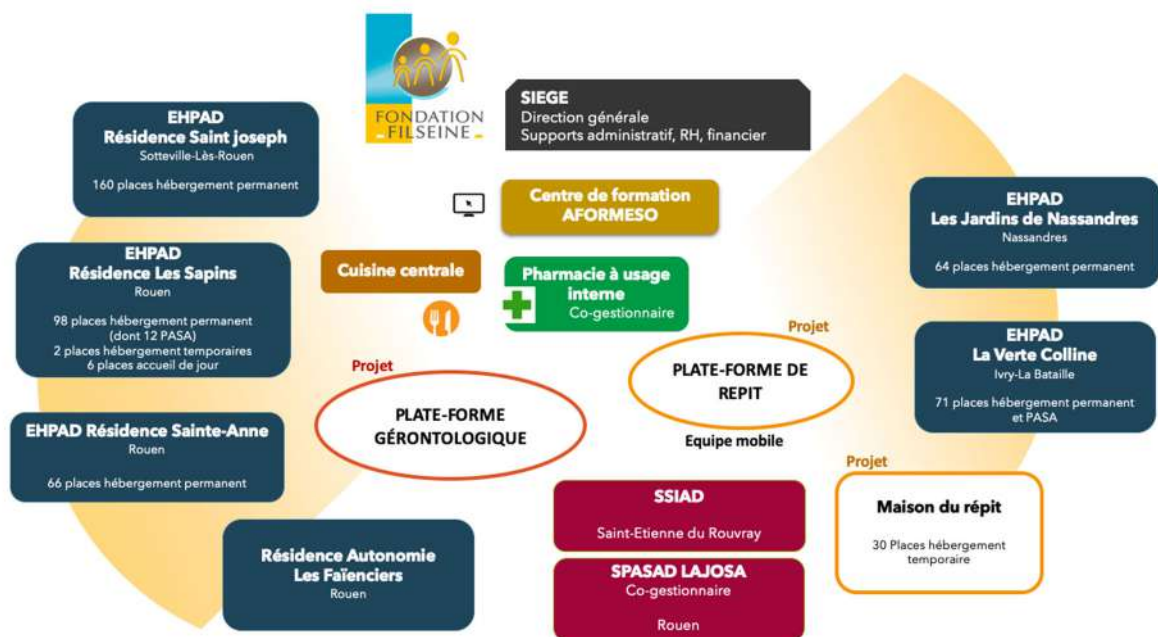 FONDATION
FILSEINE
SIEGE
Direction générale
Supports administratif, RH, financier
EHPAD
Résidence Saint joseph
Sotteville-Lès-Rouen
160 places hébergement permanent
Centre de formation
AFORMESO
EHPAD
Les Jardins de Nassandres
Nassandres
64 places hébergement permanent
EHPAD
Résidence Les Sapins
Rouen
98 places hébergement permanent
(dont 12 PASA)
2 places hébergement temporaires
6 places accueil de jour
Cuisine centrale
Pharmacie à usage
interne
Co-gestionnaire
Projet
PLATE-FORME DE
REPIT
Equipe mobile
EHPAD
La Verte Colline
Ivry-La Bataille
71 places hébergement permanent
et PASA
Projet
PLATE-FORME
GÉRONTOLOGIQUE
EHPAD Résidence Sainte-Anne
Rouen
66 places hébergement permanent
Projet
Maison du répit
30 Places hébergement
temporaire
SSIAD
Saint-Etienne du Rouvray
Résidence Autonomie
Les Faïenciers
Rouen
SPASAD LAJOSA
Co-gestionnaire
Rouen